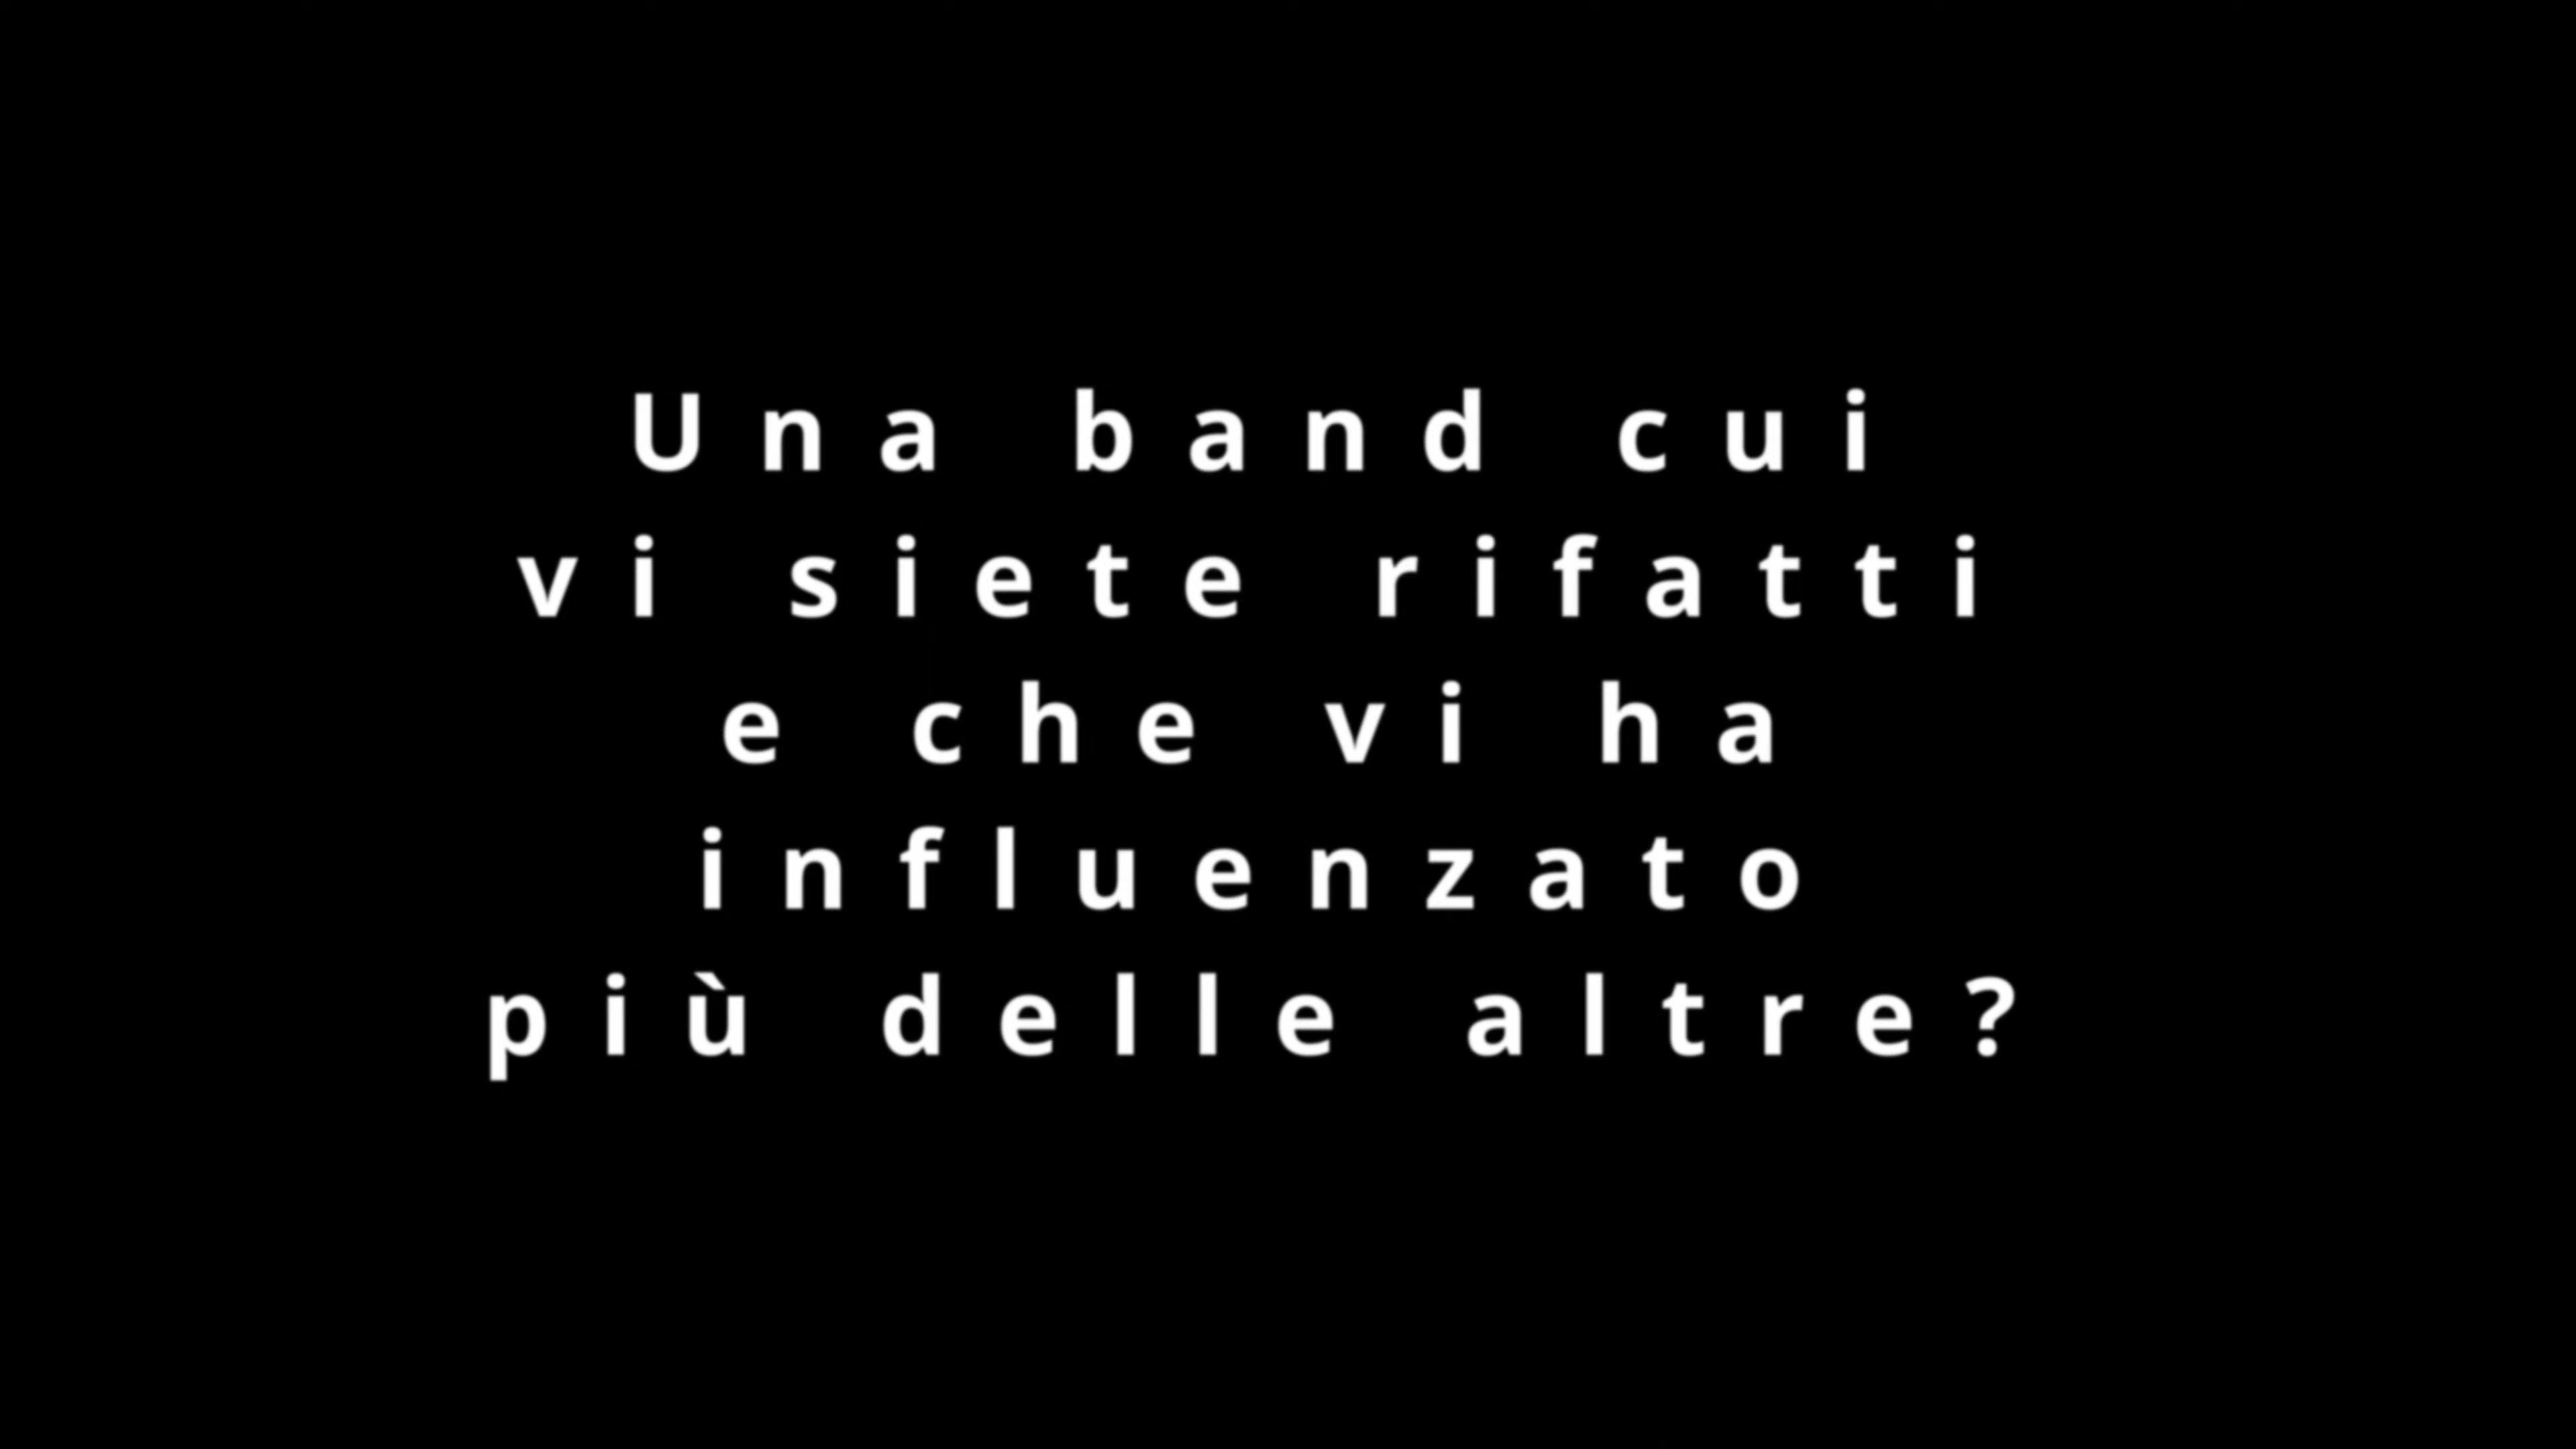 Una band cui
vi siete rifatti
e che vi ha
influenzato
più delle altre?